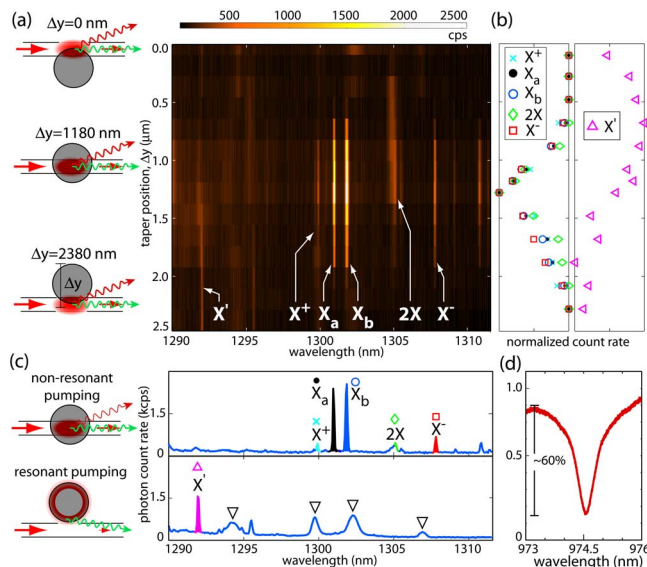 (a)
Δy=0 nm
Δy=1180 nm
Δy=2380 nm
Δy
500 1000 1500 2000 2500
cps
taper position, Δy (μm)
0.0
0.5
1.0
1.5
2.0
2.5
X' X+ Xa Xb 2X X-
1290 1295 1300 1305 1310
wavelength (nm)
(b)
X+
Xa
Xb
2X
X-
X'
normalized count rate
(c)
non-resonant
pumping
resonant pumping
photon count rate (kcps)
1.5
0
1.5
0
Xa Xb
X+ 2X X-
X'
1290 1295 1300 1305 1310
wavelength (nm)
(d)
1.0
0.5
0
~60%
973 974.5 976
wavelength (nm)